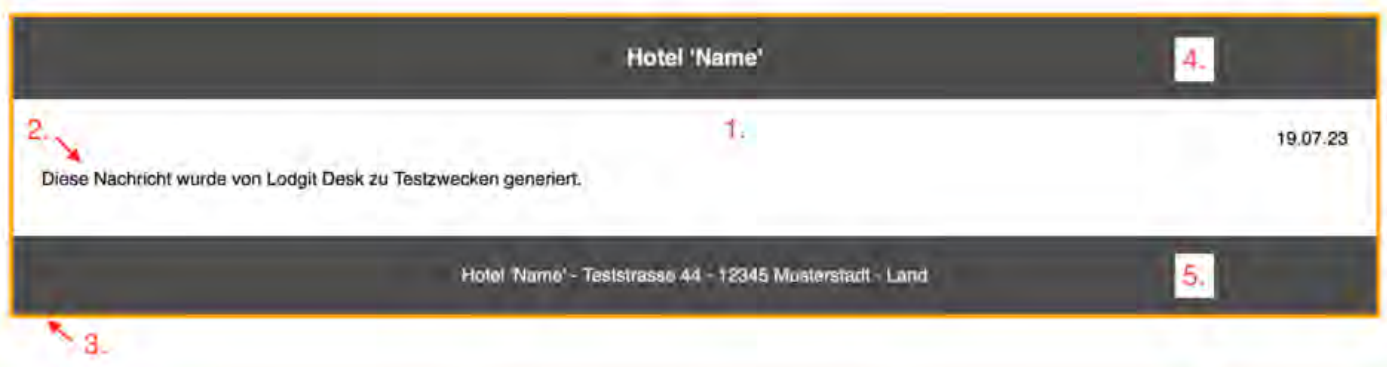 Hotel 'Name'
4.
2.
1.
19.07.23
Diese Nachricht wurde von Lodgit Desk zu Testzwecken generiert.
Hotel 'Name' - Teststrasse 44 - 12345 Musterstadt - Land
5.
3.